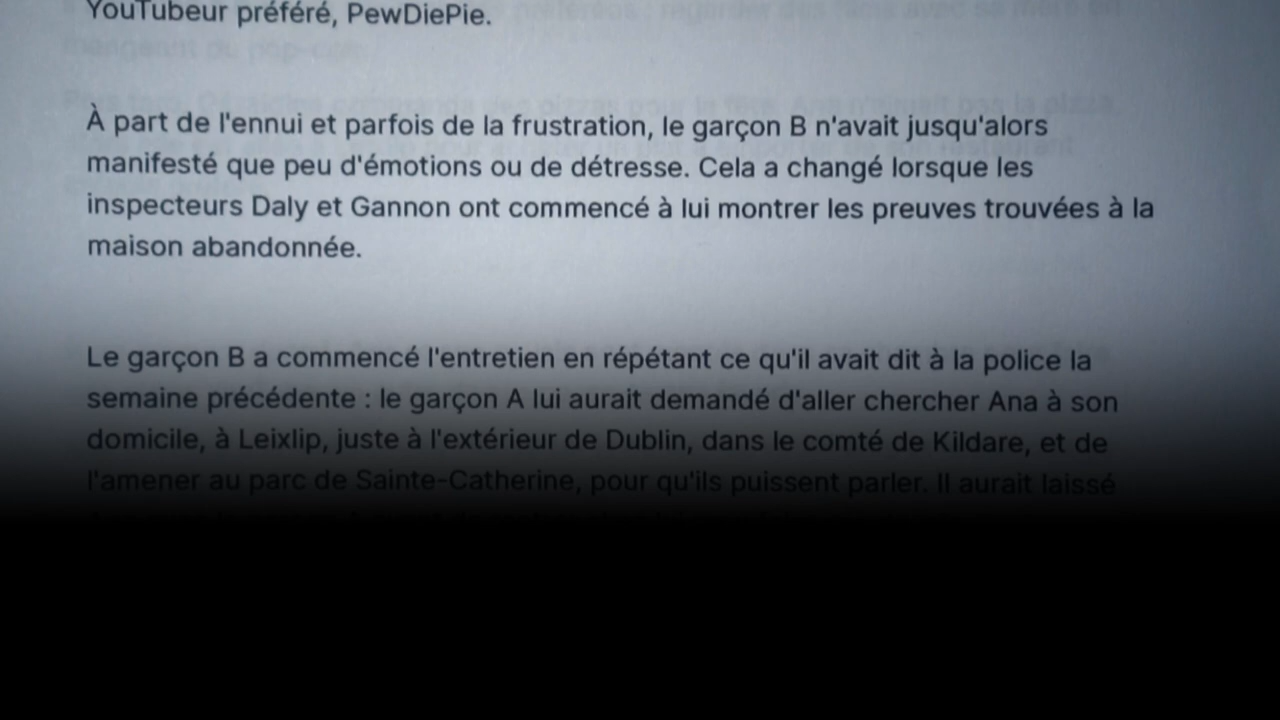 YouTubeur préféré, PewDiePie.
À part de l'ennui et parfois de la frustration, le garçon B n'avait jusqu'alors
manifesté que peu d'émotions ou de détresse. Cela a changé lorsque les
inspecteurs Daly et Gannon ont commencé à lui montrer les preuves trouvées à la
maison abandonnée.
Le garçon B a commencé l'entretien en répétant ce qu'il avait dit à la police la
semaine précédente : le garçon A lui aurait demandé d'aller chercher Ana à son
domicile, à Leixlip, juste à l'extérieur de Dublin, dans le comté de Kildare, et de
l'amener au parc de Sainte-Catherine, pour qu'ils puissent parler. Il aurait laissé